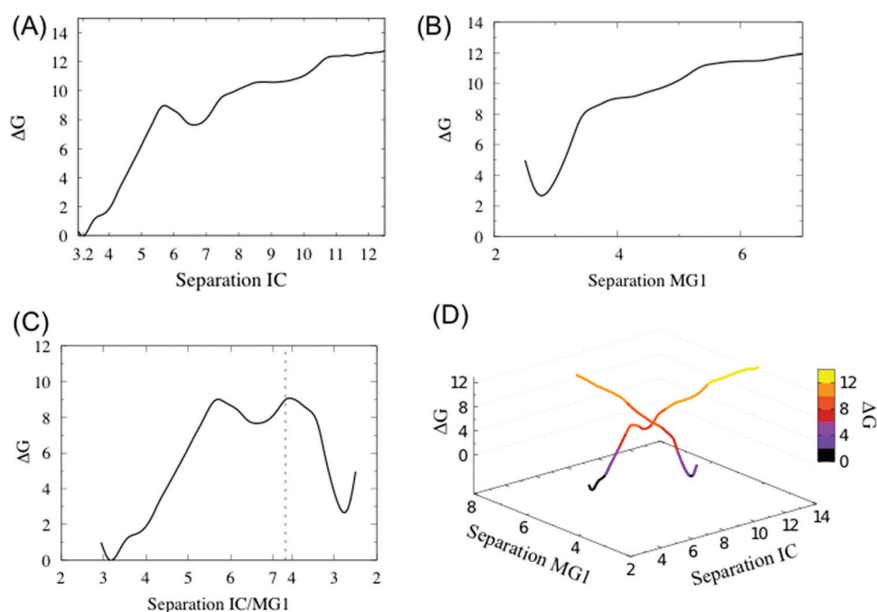 (A)
14
12
10
8
6
4
2
0
ΔG
3.2 4 5 6 7 8 9 10 11 12
Separation IC
(B)
14
12
10
8
6
4
2
0
ΔG
2 4 6
Separation MG1
(C)
12
10
8
6
4
2
0
ΔG
2 3 4 5 6 7 4 3 2
Separation IC/MG1
(D)
12
8
4
0
ΔG
8 6 4 2
Separation MG1
4 6 8 10 12 14
Separation IC
12
8
4
0
ΔG